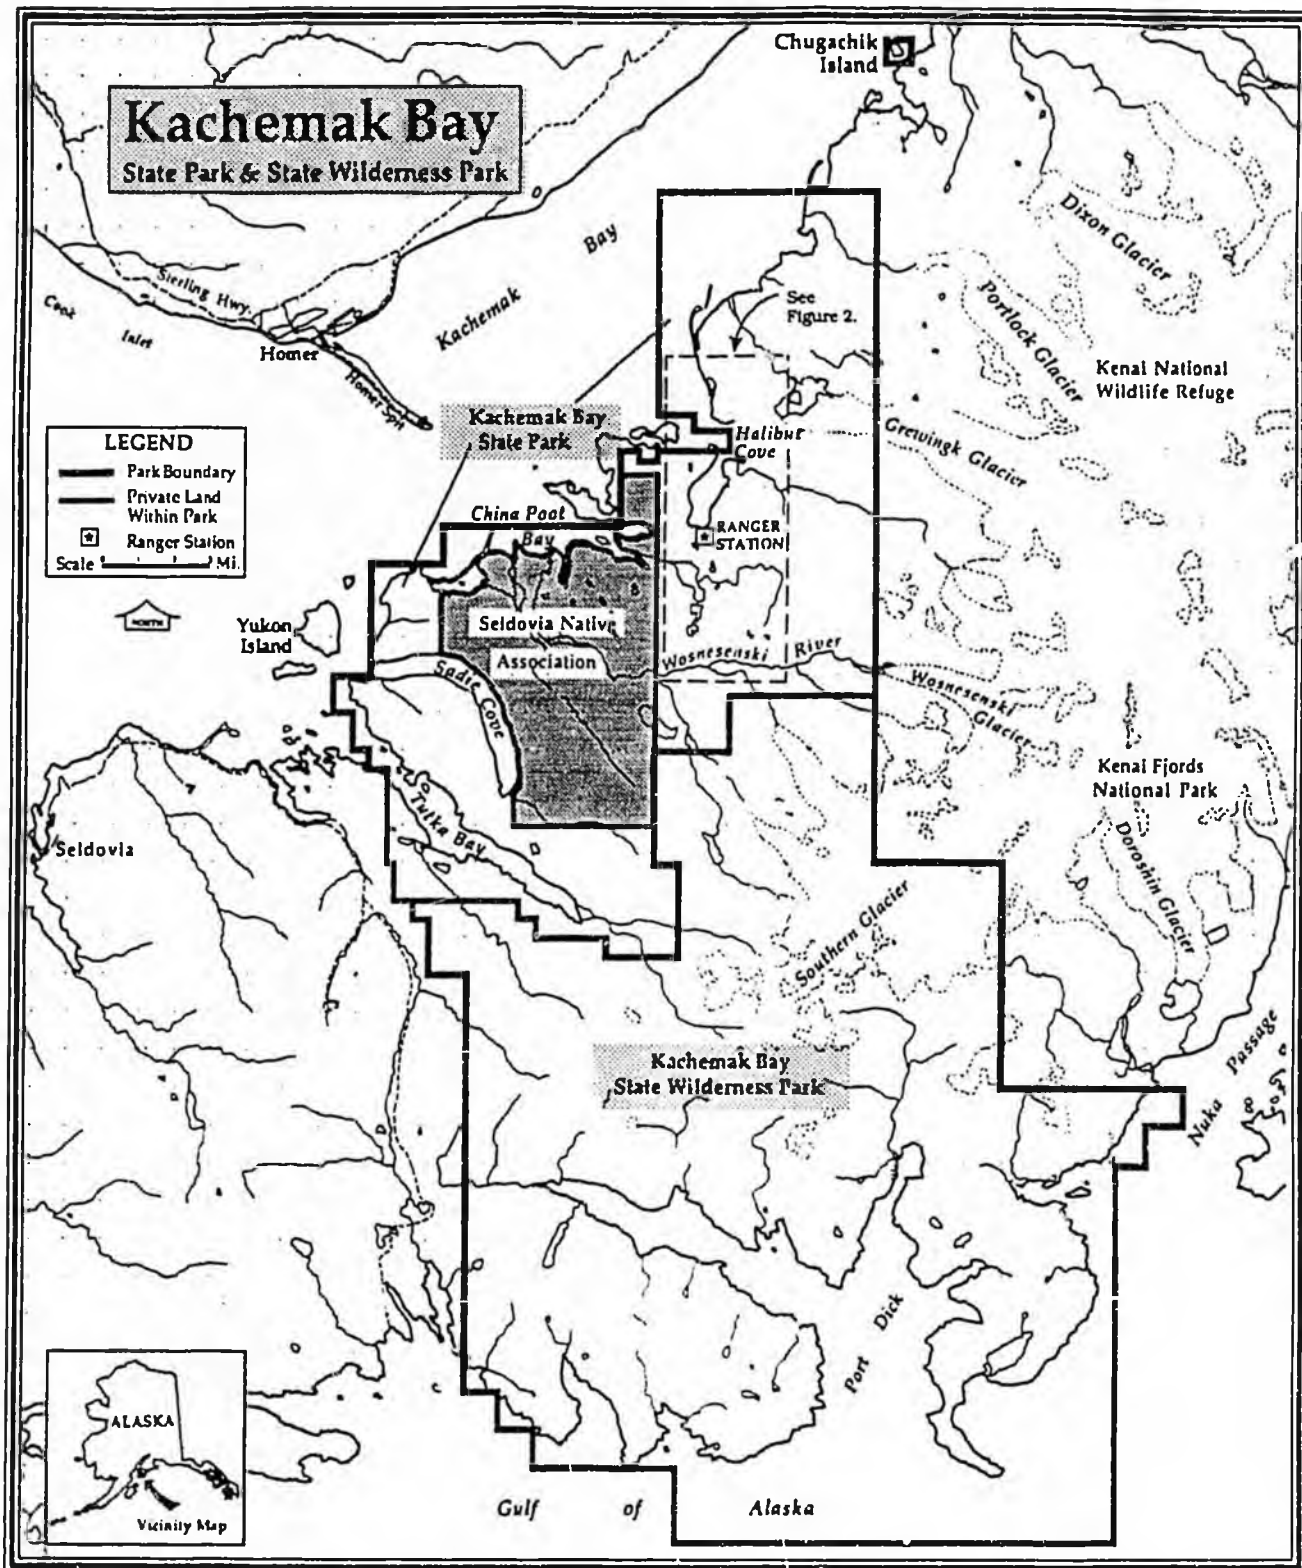 Chugachik
Island
Kachemak Bay
State Park & State Wilderness Park
Dixon Glacier
Bay
Kachemak
Sterling Hwy.
Cook
Inlet
Homer
Homer Spit
See
Figure 2.
Portlock Glacier
Kenai National
Wildlife Refuge
Kachemak Bay
State Park
Halibut
Cove
Grewingk Glacier
LEGEND
Park Boundary
Private Land
Within Park
Ranger Station
Scale
Mi.
NORTH
China Poot
Bay
RANGER
STATION
Yukon
Island
Seldovia Native
Association
Sadie Cove
Wosnesenski River
Wosnesenski
Glacier
Kenai Fjords
National Park
Tutka Bay
Seldovia
Doroshin Glacier
Southern Glacier
Nuka Passage
Kachemak Bay
State Wilderness Park
Port Dick
ALASKA
Vicinity Map
Gulf of Alaska